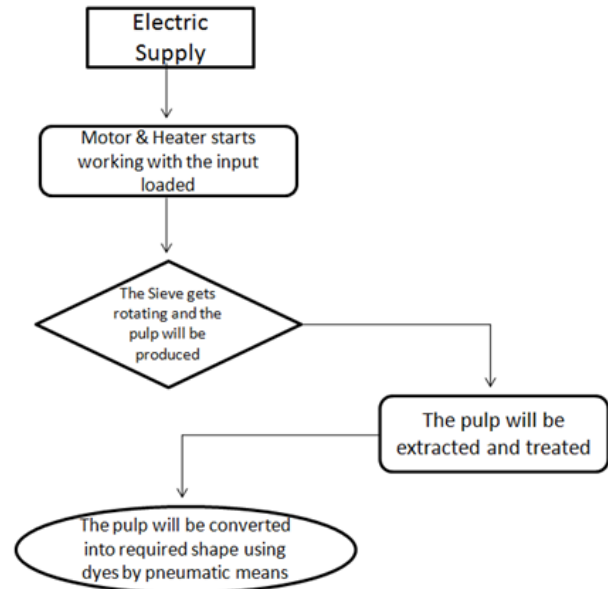 Electric
Supply
Motor & Heater starts
working with the input
loaded
The Sieve gets
rotating and the
pulp will be
produced
The pulp will be
extracted and treated
The pulp will be converted
into required shape using
dyes by pneumatic means